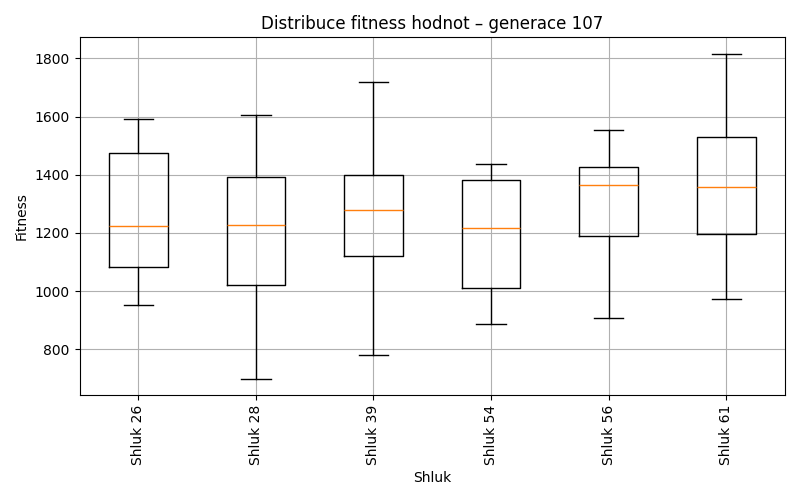 Distribuce fitness hodnot – generace 107
Fitness
1800
1600
1400
1200
1000
800
Shluk 26
Shluk 28
Shluk 39
Shluk 54
Shluk 56
Shluk 61
Shluk